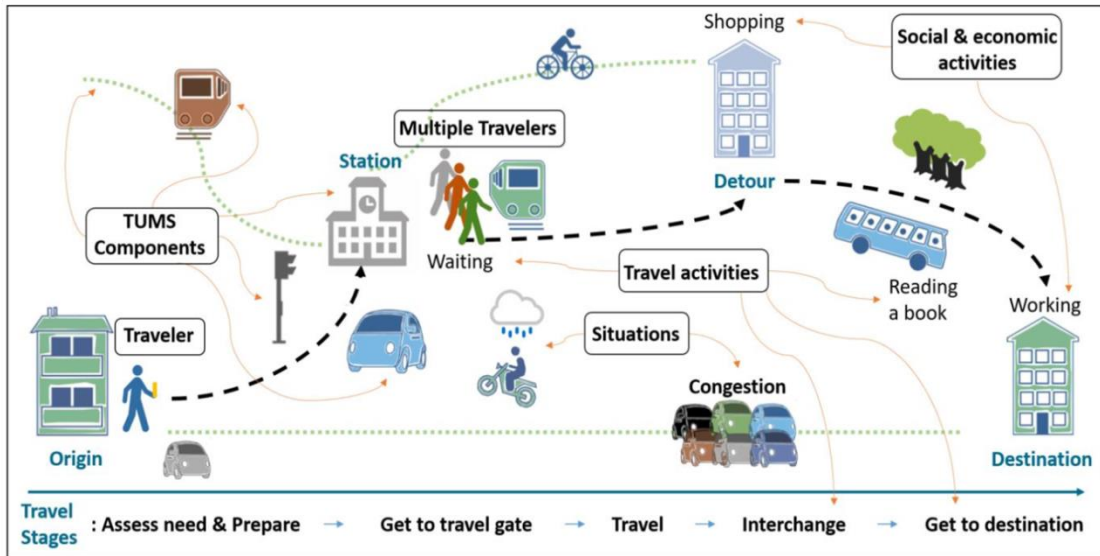 Shopping
Social & economic
activities
Multiple Travelers
Station
Detour
TUMS
Components
Waiting
Travel activities
Reading
a book
Working
Traveler
Situations
Congestion
Origin
Destination
Travel
Stages
: Assess need & Prepare
Get to travel gate
Travel
Interchange
Get to destination